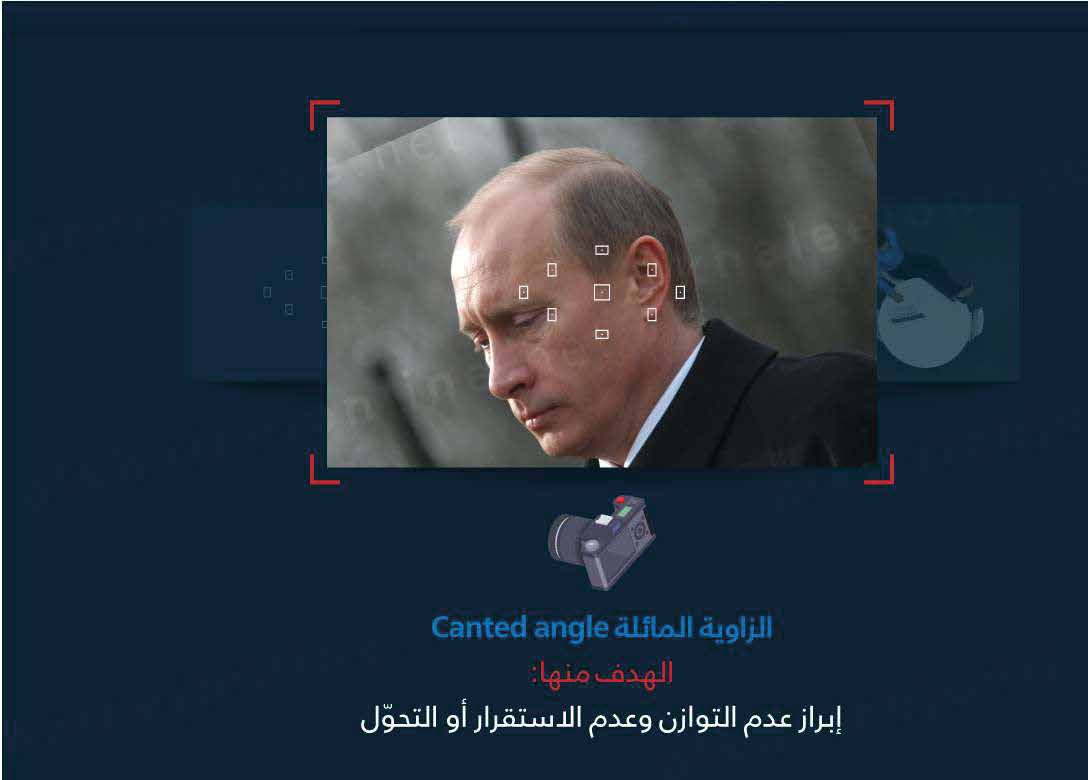 الزاوية المائلة Canted angle
الهدف منها:
إبراز عدم التوازن وعدم الاستقرار أو التحوّل